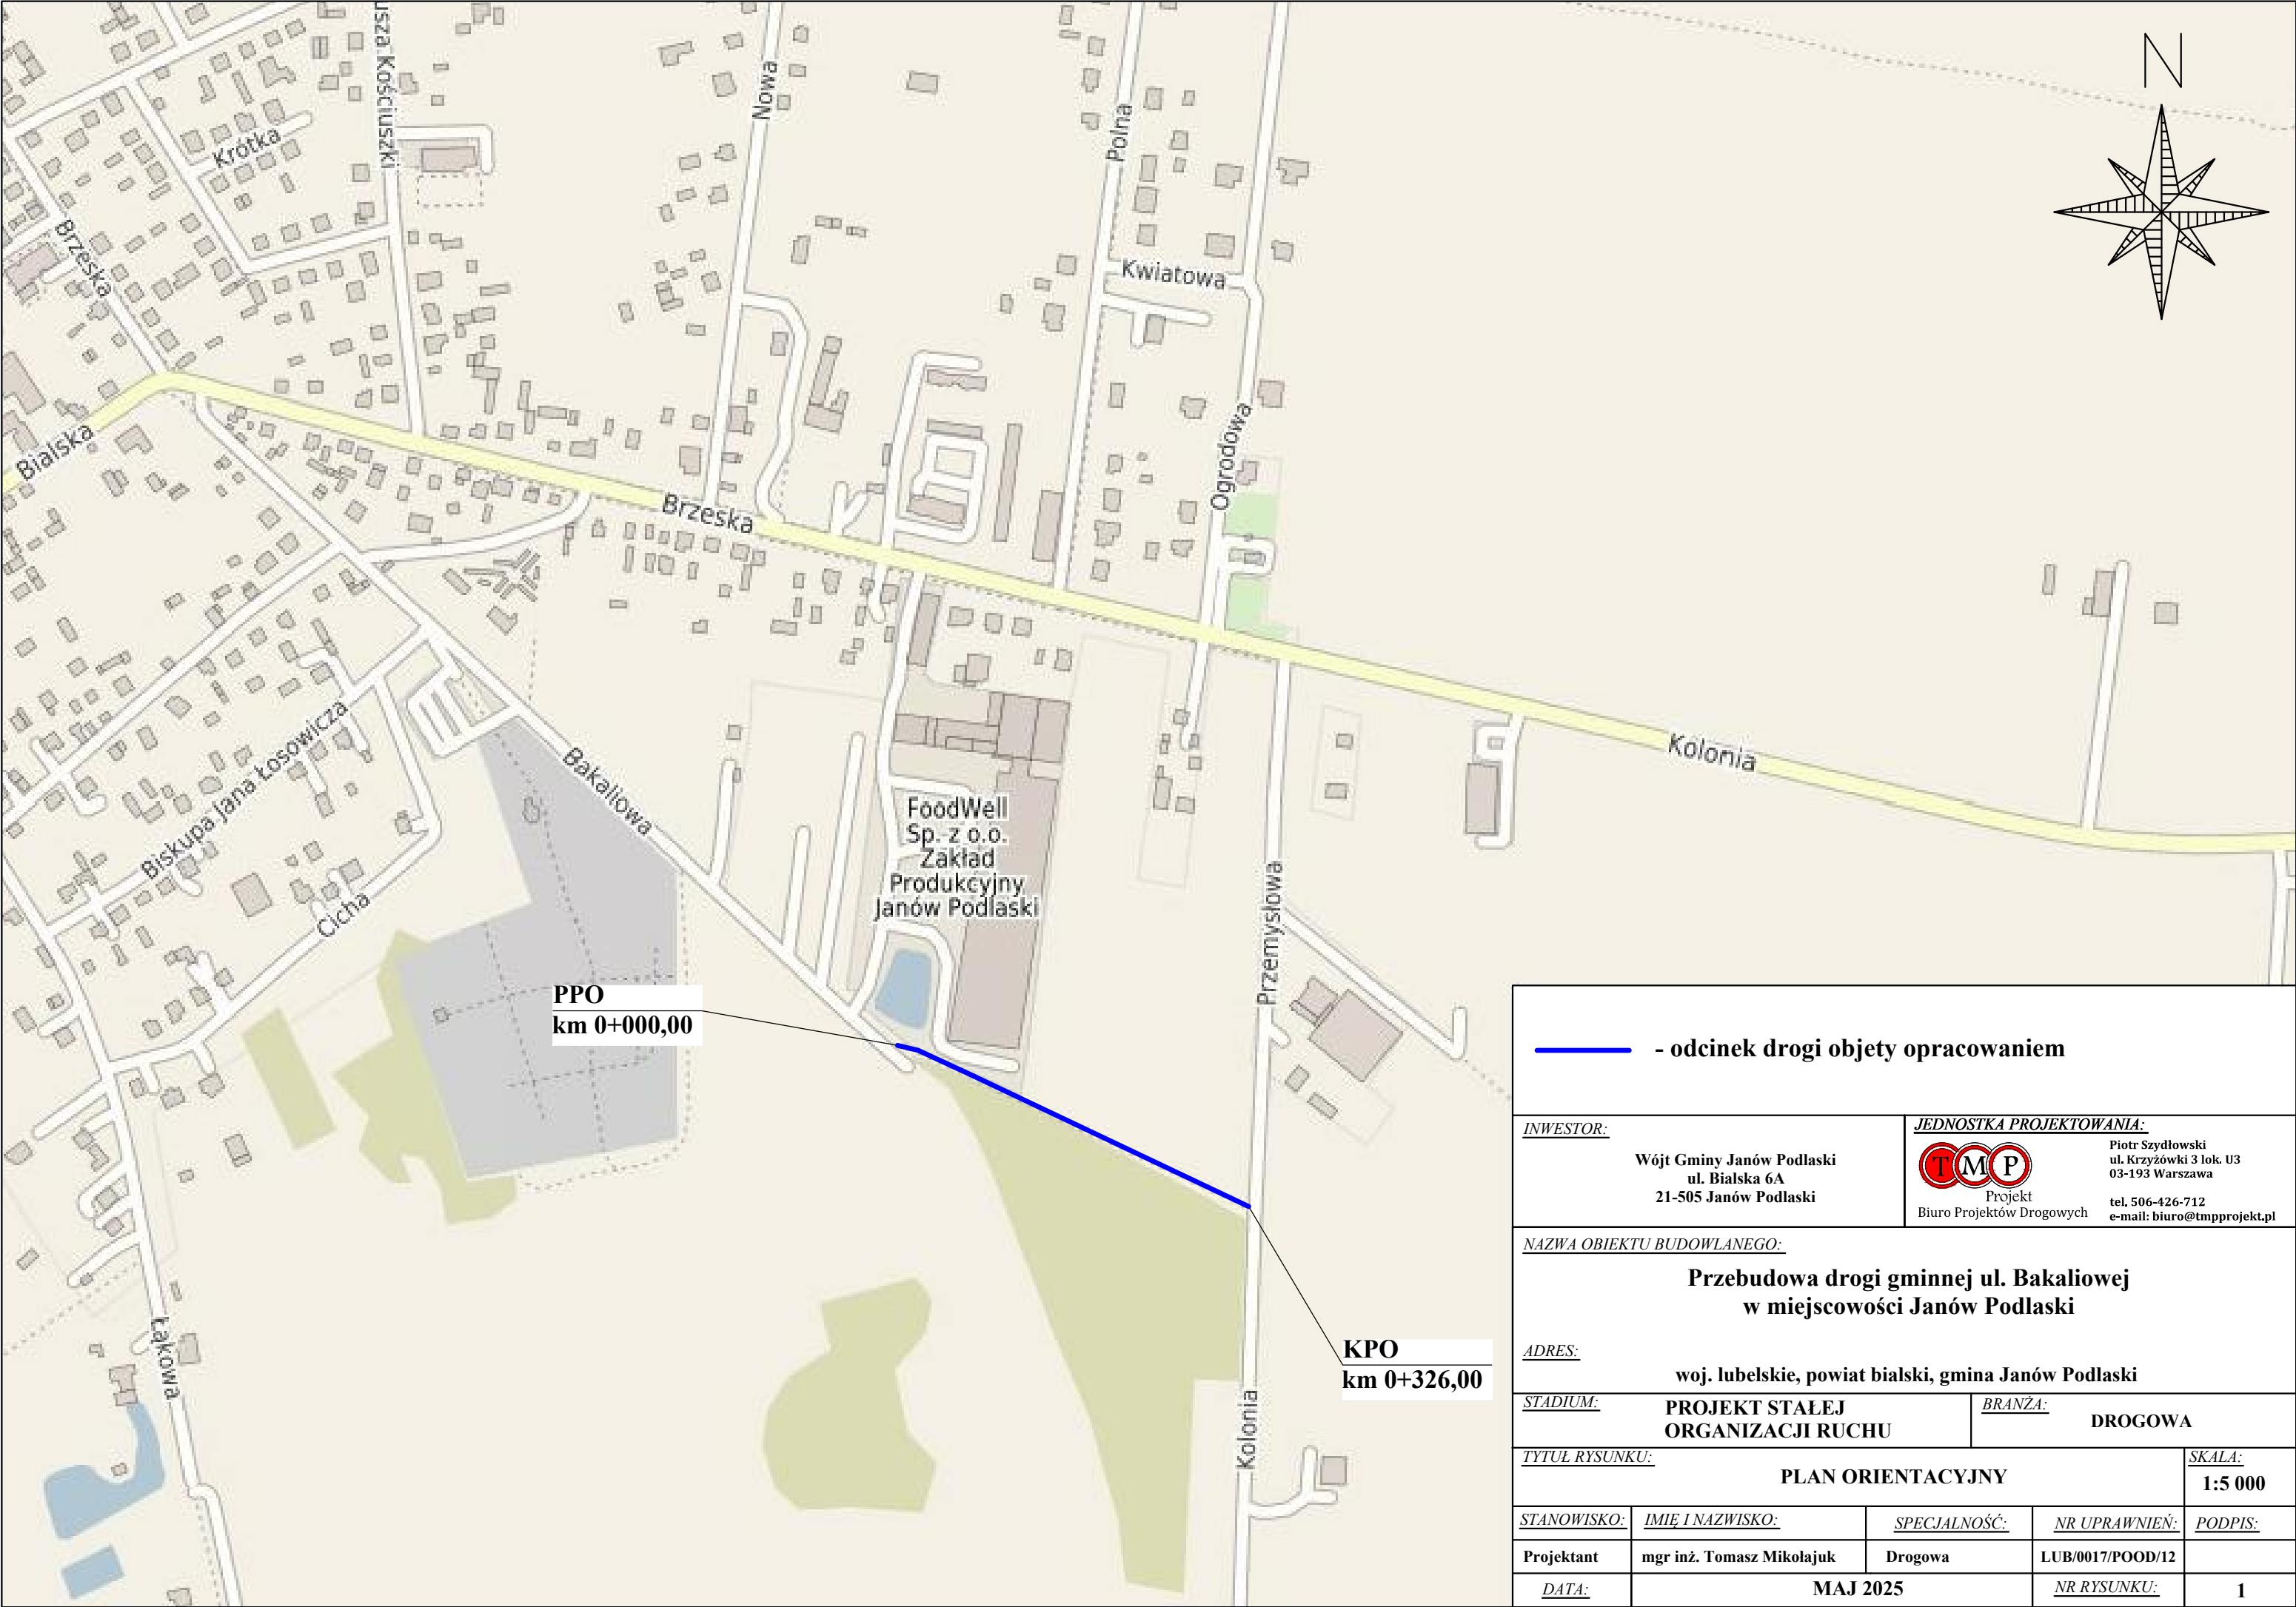 usza Kościuszki
Nowa
Polna
N
Krótka
Brzeska
Kwiatowa
Ogrodowa
Bialska
Brzeska
Kolonia
Bakaliowa
Biskupa Jana Łosowicza
Cicha
FoodWell
Sp. z o.o.
Zakład
Produkcyjny
Janów Podlaski
Przemysłowa
PPO
km 0+000,00
KPO
km 0+326,00
Łąkowa
Kolonia
- odcinek drogi objety opracowaniem
INWESTOR:
Wójt Gminy Janów Podlaski
ul. Bialska 6A
21-505 Janów Podlaski
JEDNOSTKA PROJEKTOWANIA:
T M P
Projekt
Biuro Projektów Drogowych
Piotr Szydłowski
ul. Krzyżówki 3 lok. U3
03-193 Warszawa
tel. 506-426-712
e-mail: biuro@tmpprojekt.pl
NAZWA OBIEKTU BUDOWLANEGO:
Przebudowa drogi gminnej ul. Bakaliowej
w miejscowości Janów Podlaski
ADRES:
woj. lubelskie, powiat bialski, gmina Janów Podlaski
STADIUM:
PROJEKT STAŁEJ
ORGANIZACJI RUCHU
BRANŻA:
DROGOWA
TYTUŁ RYSUNKU:
PLAN ORIENTACYJNY
SKALA:
1:5 000
STANOWISKO: IMIĘ I NAZWISKO: SPECJALNOŚĆ: NR UPRAWNIEŃ: PODPIS:
Projektant mgr inż. Tomasz Mikołajuk Drogowa LUB/0017/POOD/12
DATA: MAJ 2025 NR RYSUNKU: 1